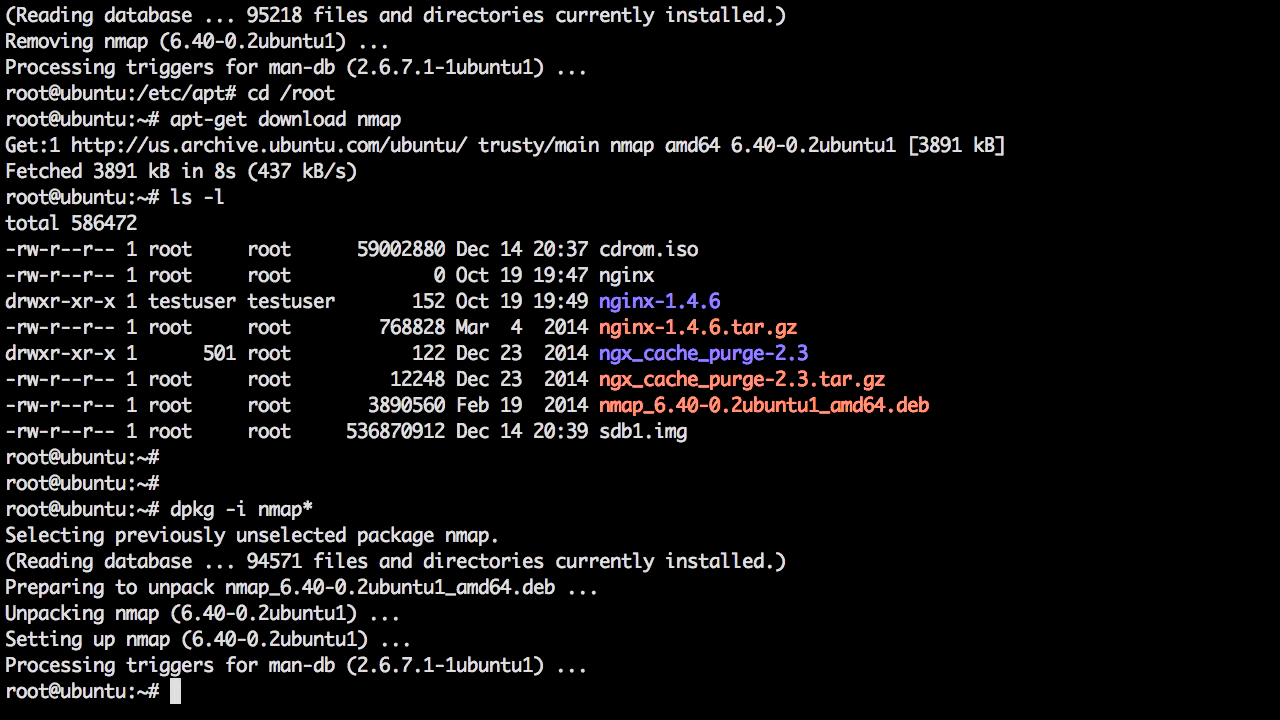 (Reading database ... 95218 files and directories currently installed.)
Removing nmap (6.40-0.2ubuntu1) ...
Processing triggers for man-db (2.6.7.1-1ubuntu1) ...
root@ubuntu:/etc/apt# cd /root
root@ubuntu:~# apt-get download nmap
Get:1 http://us.archive.ubuntu.com/ubuntu/ trusty/main nmap amd64 6.40-0.2ubuntu1 [3891 kB]
Fetched 3891 kB in 8s (437 kB/s)
root@ubuntu:~# ls -l
total 586472
-rw-r--r-- 1 root     root      59002880 Dec 14 20:37 cdrom.iso
-rw-r--r-- 1 root     root             0 Oct 19 19:47 nginx
drwxr-xr-x 1 testuser testuser       152 Oct 19 19:49 nginx-1.4.6
-rw-r--r-- 1 root     root        768828 Mar  4  2014 nginx-1.4.6.tar.gz
drwxr-xr-x 1      501 root           122 Dec 23  2014 ngx_cache_purge-2.3
-rw-r--r-- 1 root     root         12248 Dec 23  2014 ngx_cache_purge-2.3.tar.gz
-rw-r--r-- 1 root     root       3890560 Feb 19  2014 nmap_6.40-0.2ubuntu1_amd64.deb
-rw-r--r-- 1 root     root     536870912 Dec 14 20:39 sdb1.img
root@ubuntu:~#
root@ubuntu:~#
root@ubuntu:~# dpkg -i nmap*
Selecting previously unselected package nmap.
(Reading database ... 94571 files and directories currently installed.)
Preparing to unpack nmap_6.40-0.2ubuntu1_amd64.deb ...
Unpacking nmap (6.40-0.2ubuntu1) ...
Setting up nmap (6.40-0.2ubuntu1) ...
Processing triggers for man-db (2.6.7.1-1ubuntu1) ...
root@ubuntu:~#